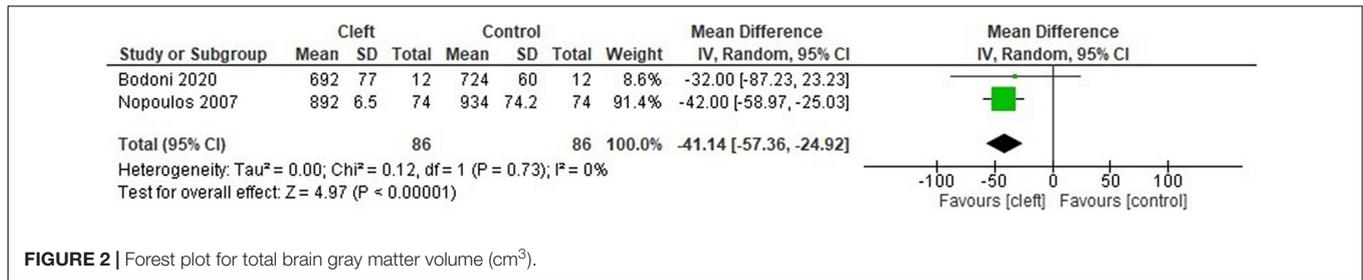 Cleft Control Mean Difference Mean Difference
Study or Subgroup Mean SD Total Mean SD Total Weight IV, Random, 95% CI IV, Random, 95% CI
Bodoni 2020 692 77 12 724 60 12 8.6% -32.00 [-87.23, 23.23]
Nopoulos 2007 892 6.5 74 934 74.2 74 91.4% -42.00 [-58.97, -25.03]
Total (95% CI) 86 86 100.0% -41.14 [-57.36, -24.92]
Heterogeneity: Tau² = 0.00; Chi² = 0.12, df = 1 (P = 0.73); I² = 0%
Test for overall effect: Z = 4.97 (P < 0.00001)
-100 -50 0 50 100
Favours [cleft] Favours [control]
FIGURE 2 | Forest plot for total brain gray matter volume (cm³).